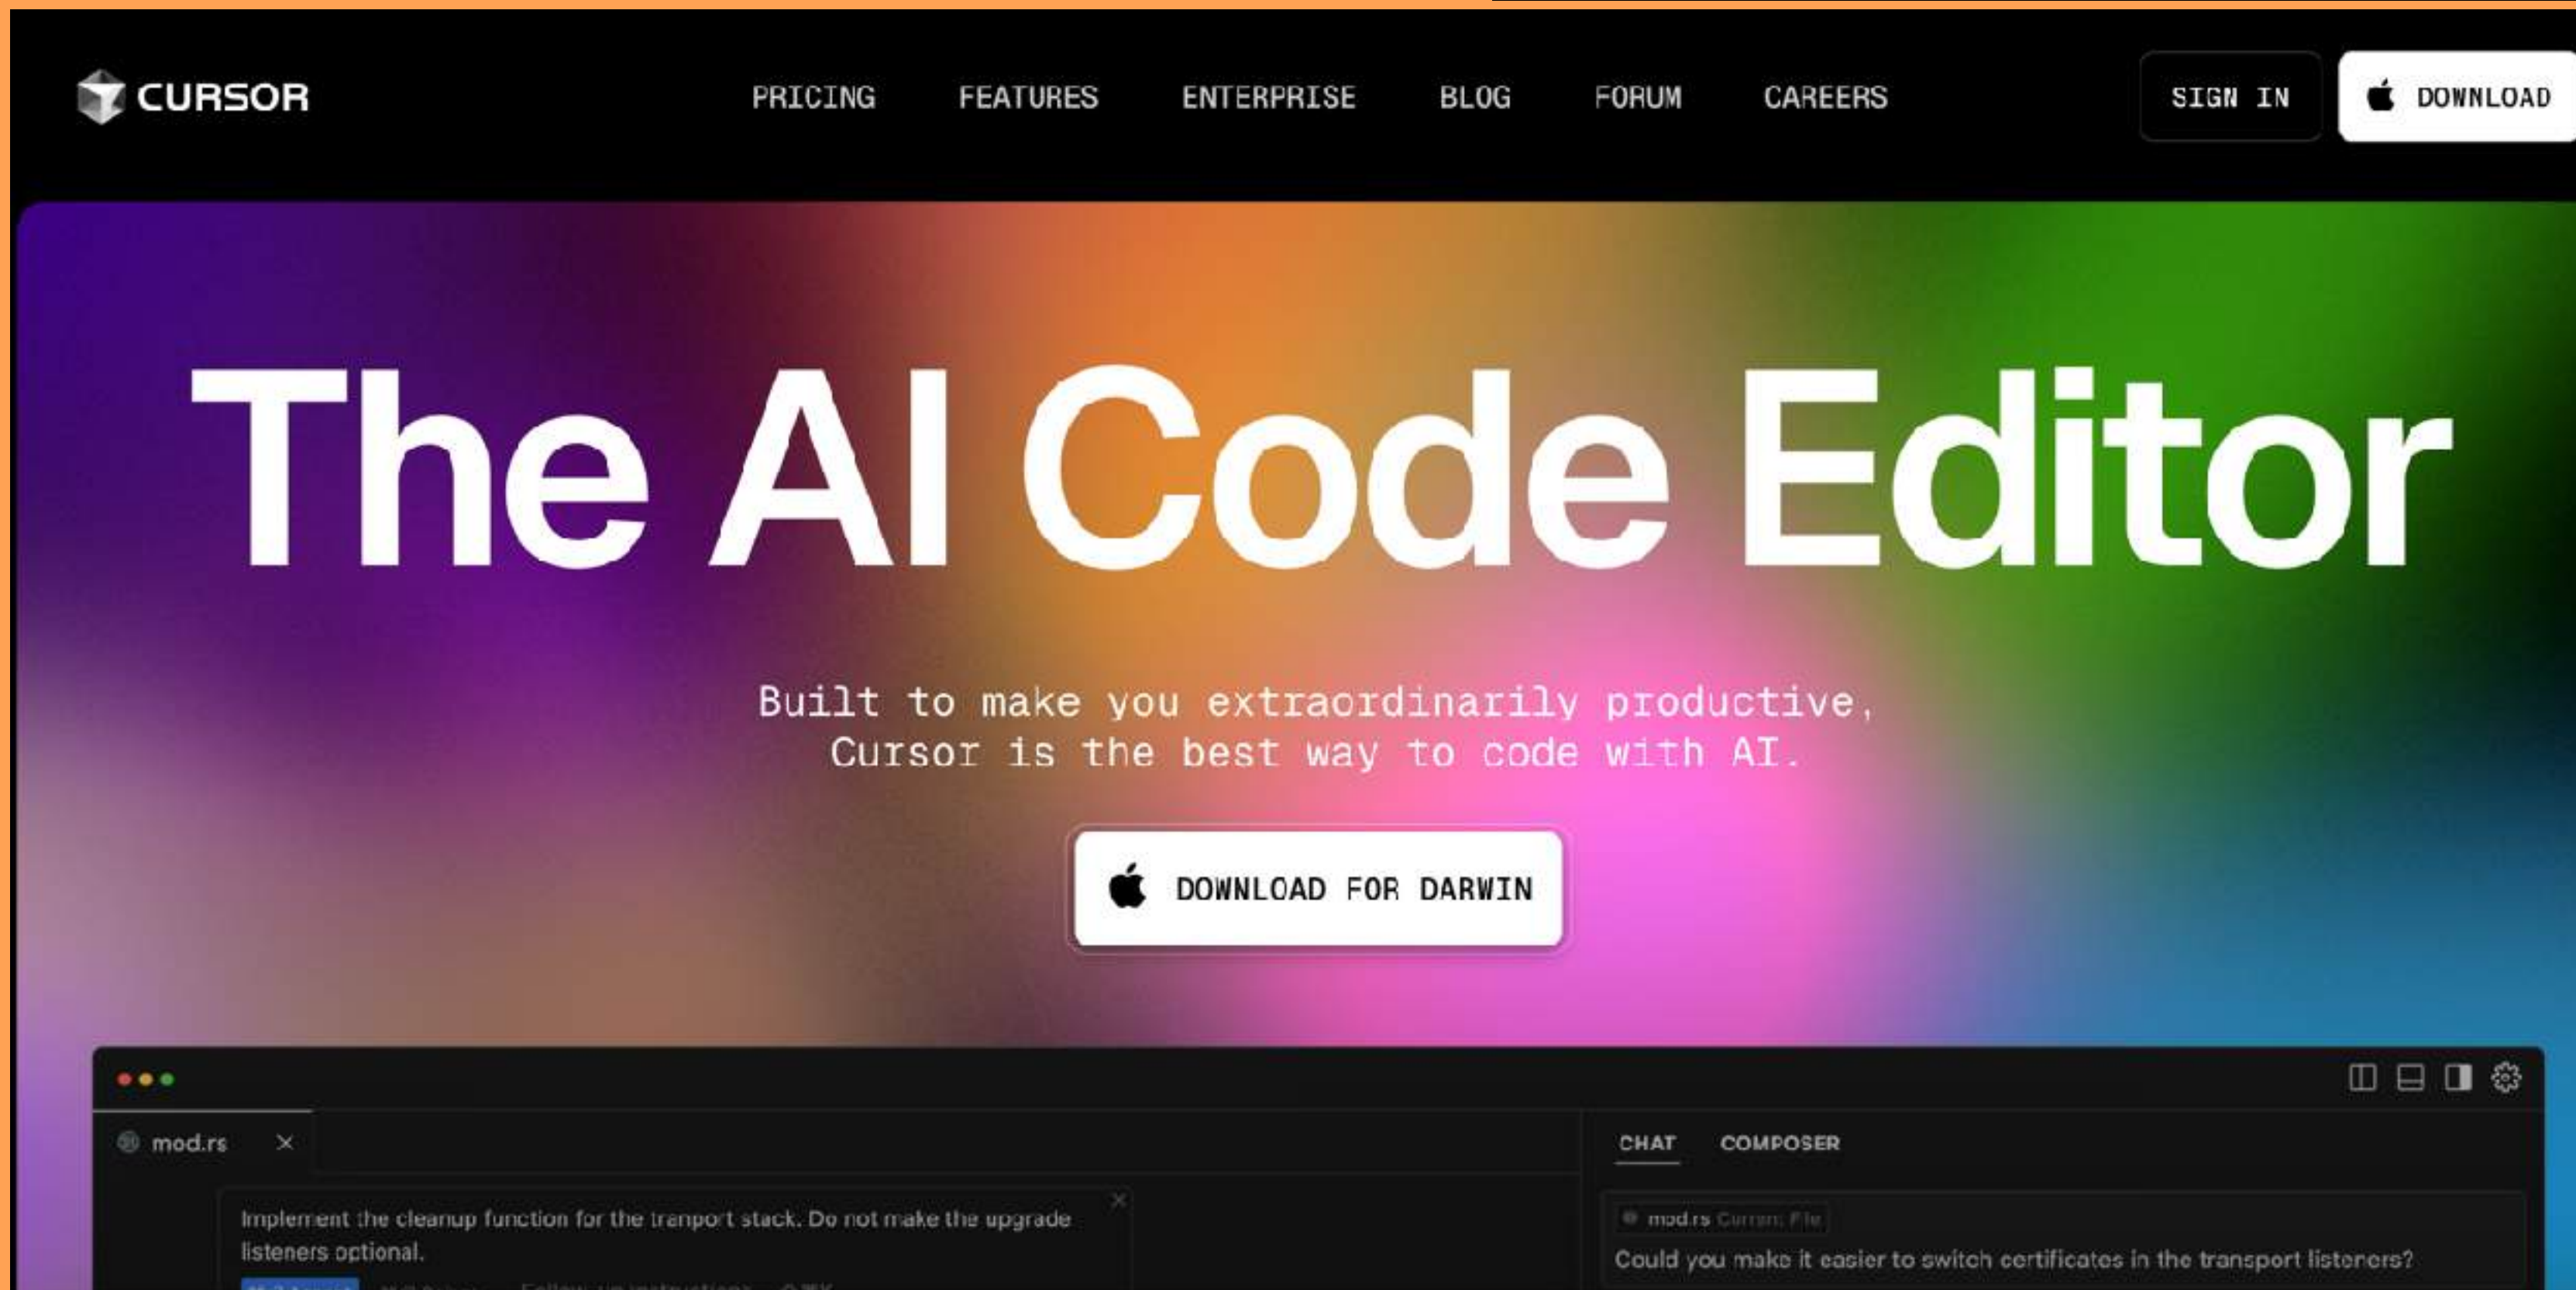 CURSOR
PRICING FEATURES ENTERPRISE BLOG FORUM CAREERS
SIGN IN
DOWNLOAD
The AI Code Editor
Built to make you extraordinarily productive,
Cursor is the best way to code with AI.
DOWNLOAD FOR DARWIN
mod.rs
Implement the cleanup function for the tranport stack. Do not make the upgrade
listeners optional.
CHAT COMPOSER
mod.rs Current File
Could you make it easier to switch certificates in the transport listeners?